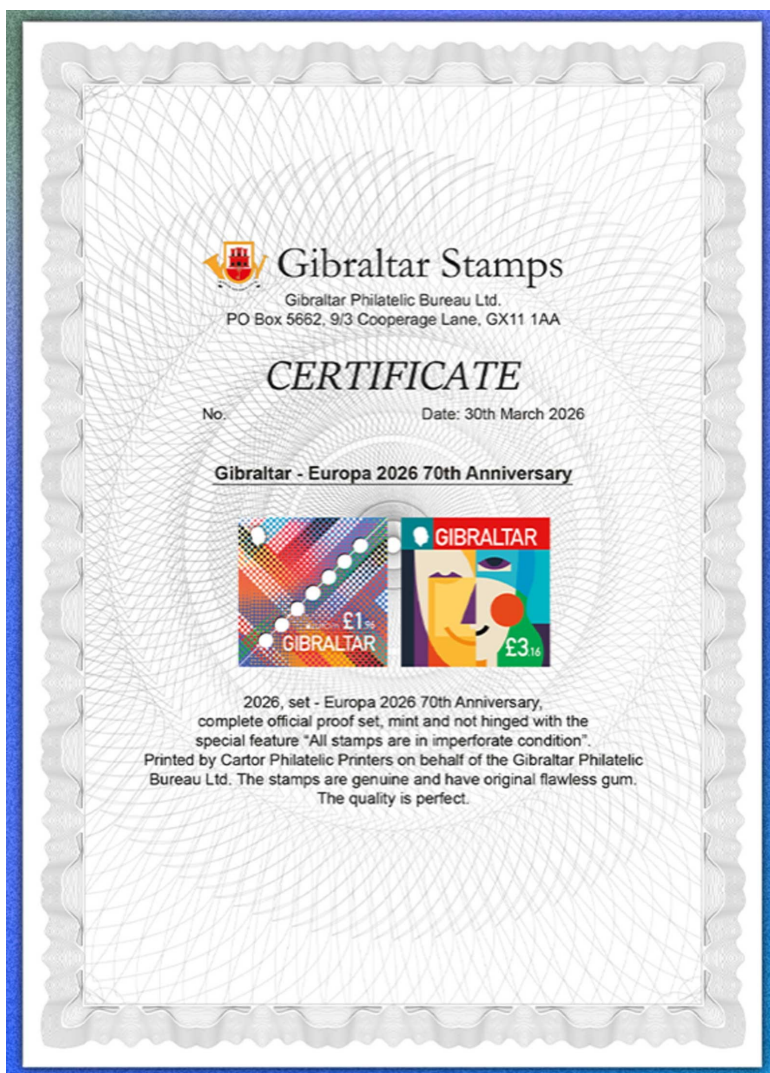 Gibraltar Stamps
Gibraltar Philatelic Bureau Ltd.
PO Box 5662, 9/3 Cooperage Lane, GX11 1AA
CERTIFICATE
No. Date: 30th March 2026
Gibraltar - Europa 2026 70th Anniversary
£1.96
GIBRALTAR
GIBRALTAR
£3.16
2026, set - Europa 2026 70th Anniversary,
complete official proof set, mint and not hinged with the
special feature "All stamps are in imperforate condition".
Printed by Cartor Philatelic Printers on behalf of the Gibraltar Philatelic
Bureau Ltd. The stamps are genuine and have original flawless gum.
The quality is perfect.